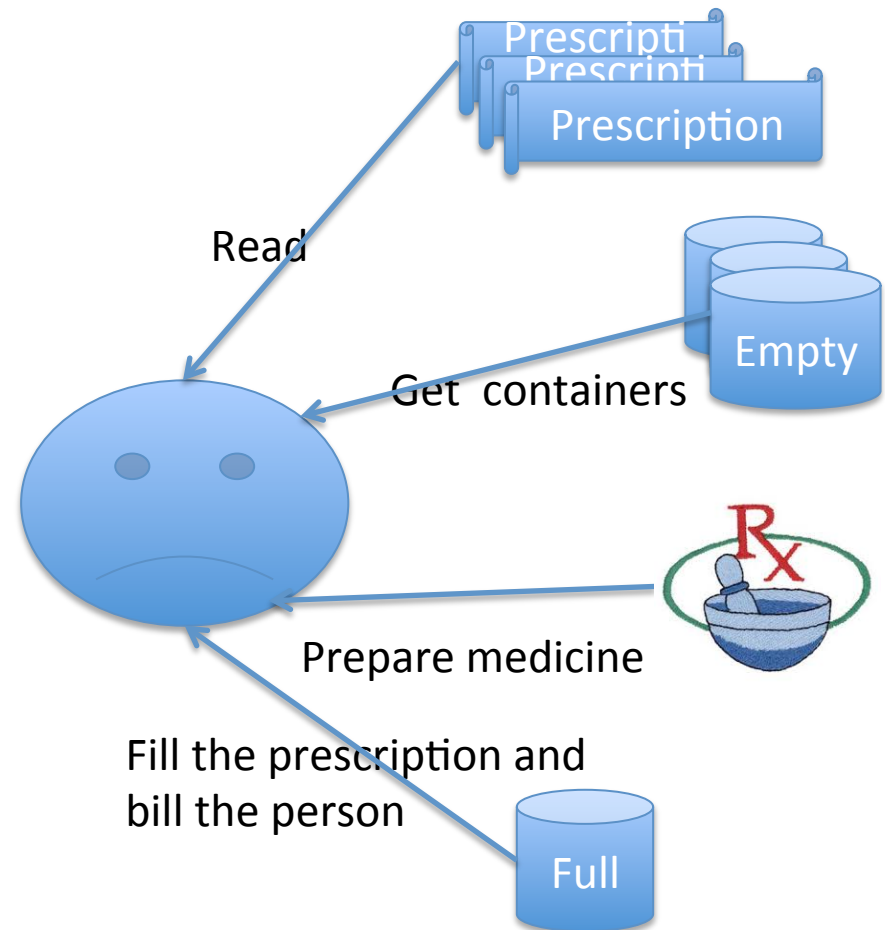 Prescripti
Prescripti
Prescription
Read
Empty
Get containers
Rx
Prepare medicine
Fill the prescription and
bill the person
Full